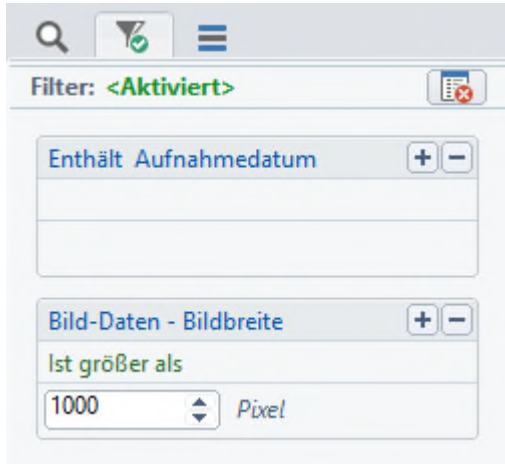 Filter: <Aktiviert>
Enthält Aufnahmedatum
Bild-Daten - Bildbreite
Ist größer als
1000 Pixel